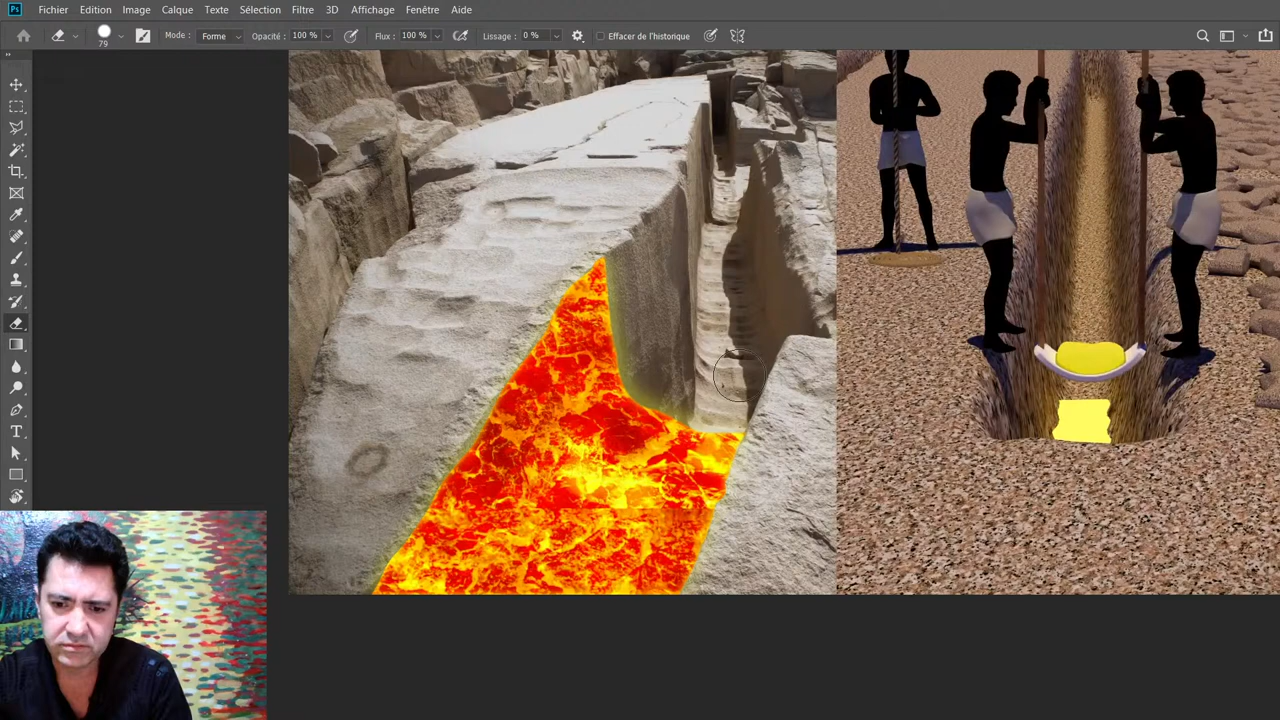 Ps Fichier Edition Image Calque Texte Sélection Filtre 3D Affichage Fenêtre Aide
79 Mode : Forme Opacité : 100 % Flux : 100 % Lissage : 0 % Effacer de l'historique